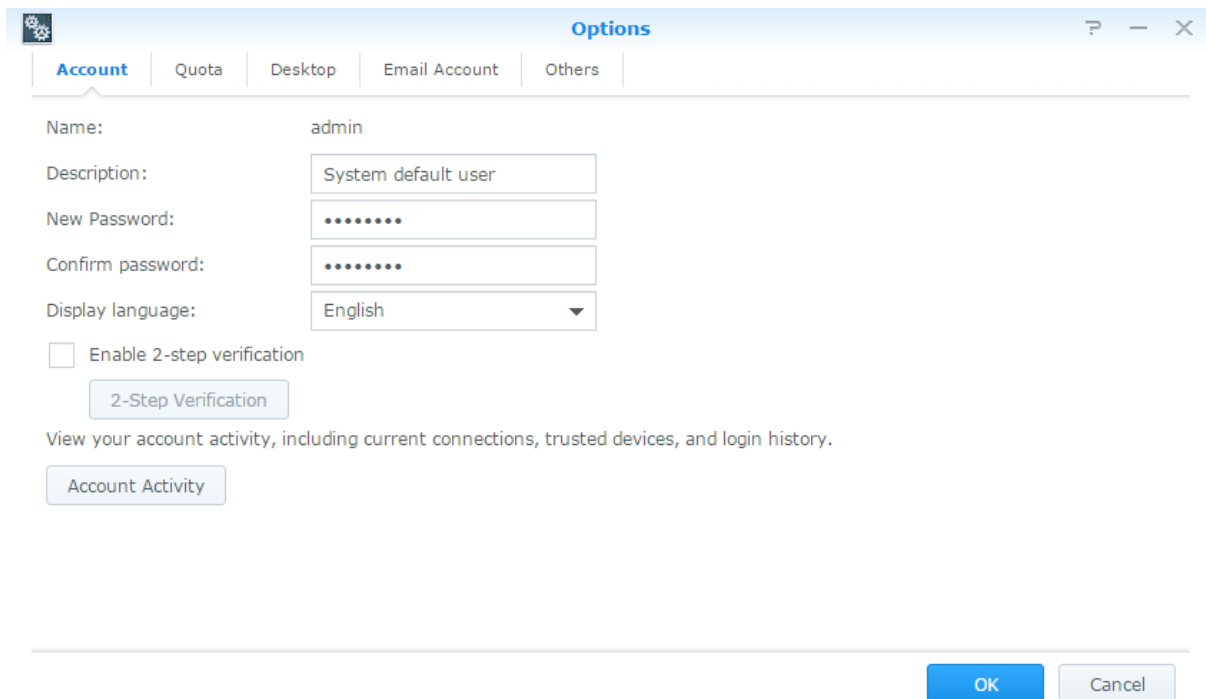 Options
Account Quota Desktop Email Account Others
Name: admin
Description: System default user
New Password: ••••••••
Confirm password: ••••••••
Display language: English
Enable 2-step verification
2-Step Verification
View your account activity, including current connections, trusted devices, and login history.
Account Activity
OK Cancel